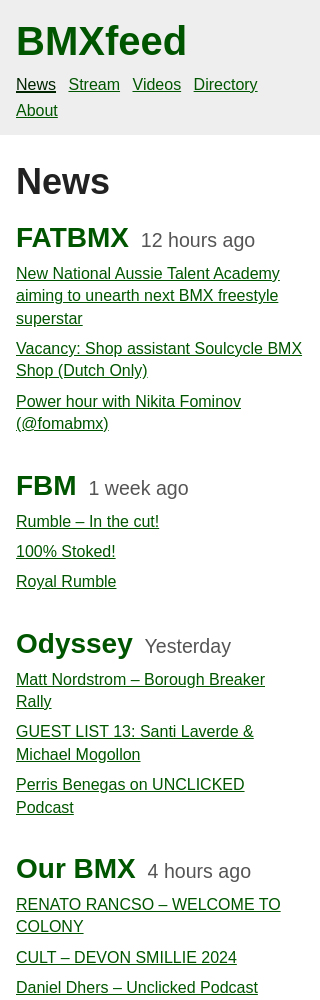 BMXfeed
News Stream Videos Directory
About
News
FATBMX 12 hours ago
New National Aussie Talent Academy
aiming to unearth next BMX freestyle
superstar
Vacancy: Shop assistant Soulcycle BMX
Shop (Dutch Only)
Power hour with Nikita Fominov
(@fomabmx)
FBM 1 week ago
Rumble – In the cut!
100% Stoked!
Royal Rumble
Odyssey Yesterday
Matt Nordstrom – Borough Breaker
Rally
GUEST LIST 13: Santi Laverde &
Michael Mogollon
Perris Benegas on UNCLICKED
Podcast
Our BMX 4 hours ago
RENATO RANCSO – WELCOME TO
COLONY
CULT – DEVON SMILLIE 2024
Daniel Dhers – Unclicked Podcast